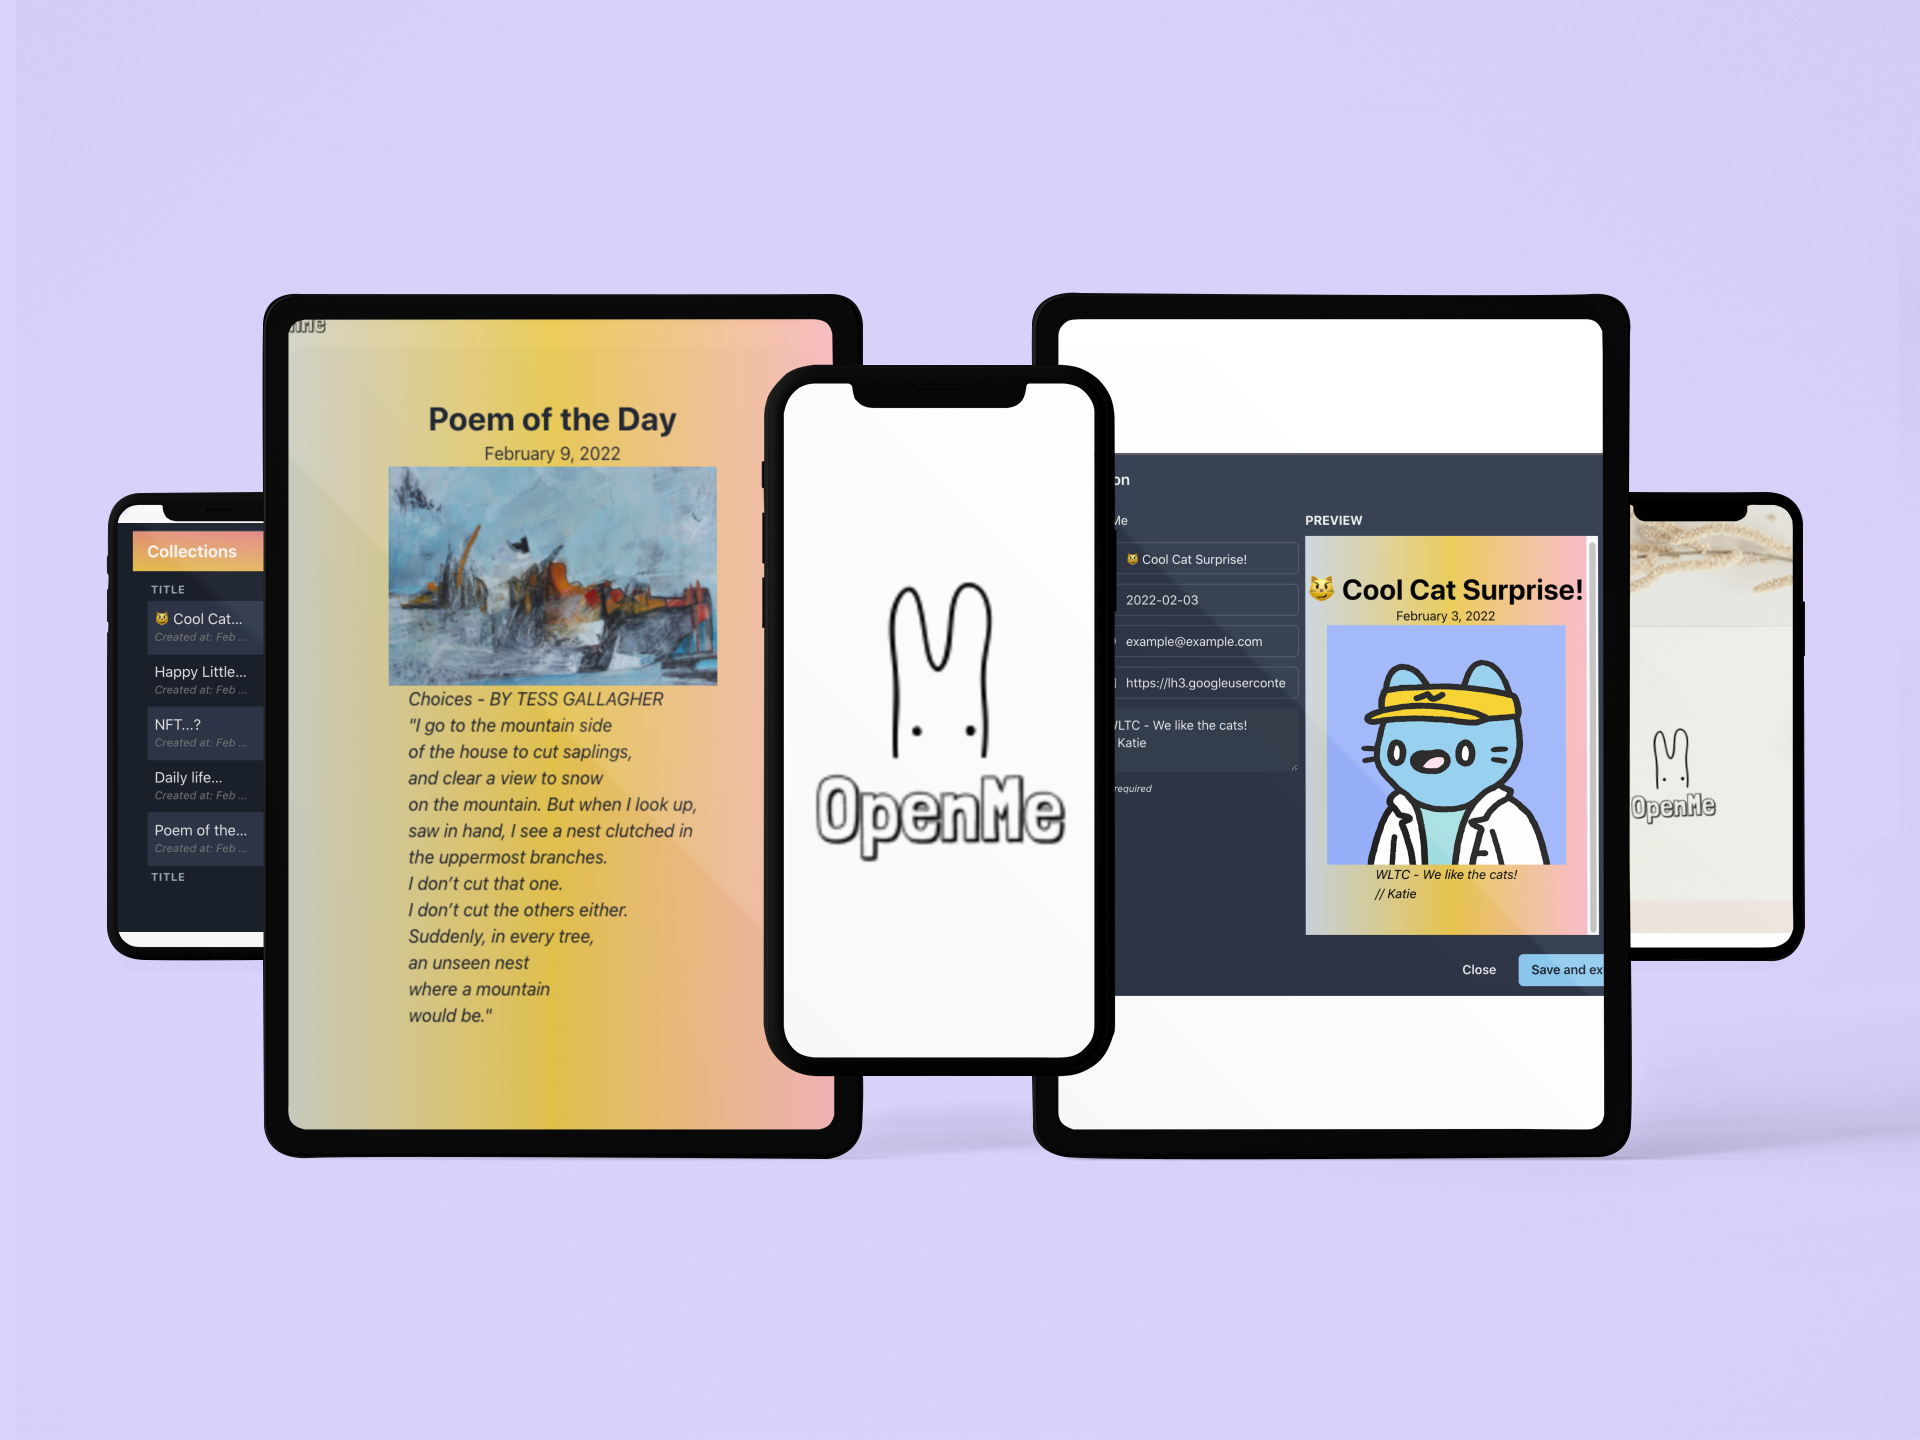 Collections
TITLE
😼 Cool Cat...
Created at: Feb ...
Happy Little...
Created at: Feb ...
NFT...?
Created at: Feb ...
Daily life...
Created at: Feb ...
Poem of the...
Created at: Feb ...
TITLE
Poem of the Day
February 9, 2022
Choices - BY TESS GALLAGHER
"I go to the mountain side
of the house to cut saplings,
and clear a view to snow
on the mountain. But when I look up,
saw in hand, I see a nest clutched in
the uppermost branches.
I don’t cut that one.
I don’t cut the others either.
Suddenly, in every tree,
an unseen nest
where a mountain
would be."
OpenMe
on
Me
😼 Cool Cat Surprise!
2022-02-03
example@example.com
https://lh3.googleuserconte
WLTC - We like the cats!
Katie
required
PREVIEW
😼 Cool Cat Surprise!
February 3, 2022
WLTC - We like the cats!
// Katie
Close
Save and ex
OpenMe